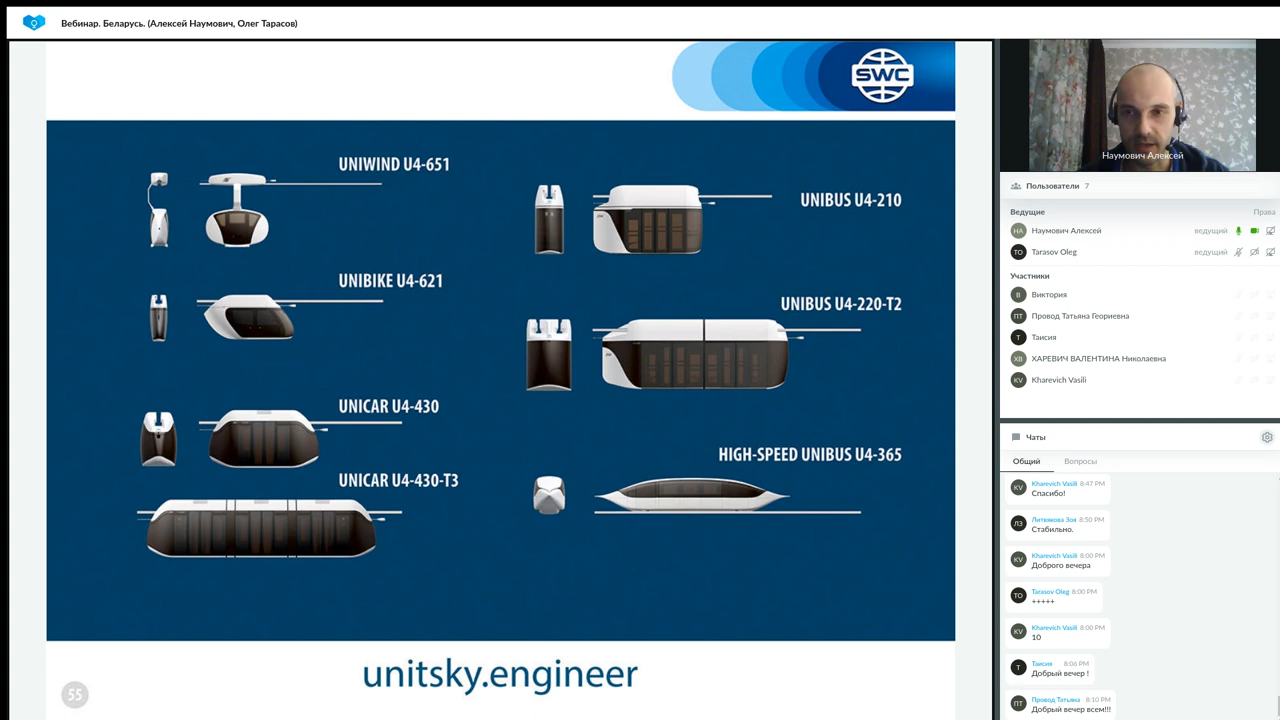 Вебинар. Беларусь. (Алексей Наумович, Олег Тарасов)
SWC
UNIWIND U4-651
UNIBIKE U4-621
UNICAR U4-430
UNICAR U4-430-T3
UNIBUS U4-210
UNIBUS U4-220-T2
HIGH-SPEED UNIBUS U4-365
unitsky.engineer
55
Наумович Алексей
Пользователи 7
Ведущие Права
НА Наумович Алексей ведущий
TO Tarasov Oleg ведущий
Участники
В Виктория
ПТ Провод Татьяна Георниевна
Т Таисия
ХВ ХАРЕВИЧ ВАЛЕНТИНА Николаевна
KV Kharevich Vasili
Чаты
Общий Вопросы
KV Kharevich Vasili 8:47 PM
Спасибо!
ЛЗ Литвякова Зоя 8:50 PM
Стабильно.
KV Kharevich Vasili 8:00 PM
Доброго вечера
TO Tarasov Oleg 8:00 PM
+++++
KV Kharevich Vasili 8:00 PM
10
Т Таисия 8:06 PM
Добрый вечер !
ПТ Провод Татьяна 8:10 PM
Добрый вечер всем!!!